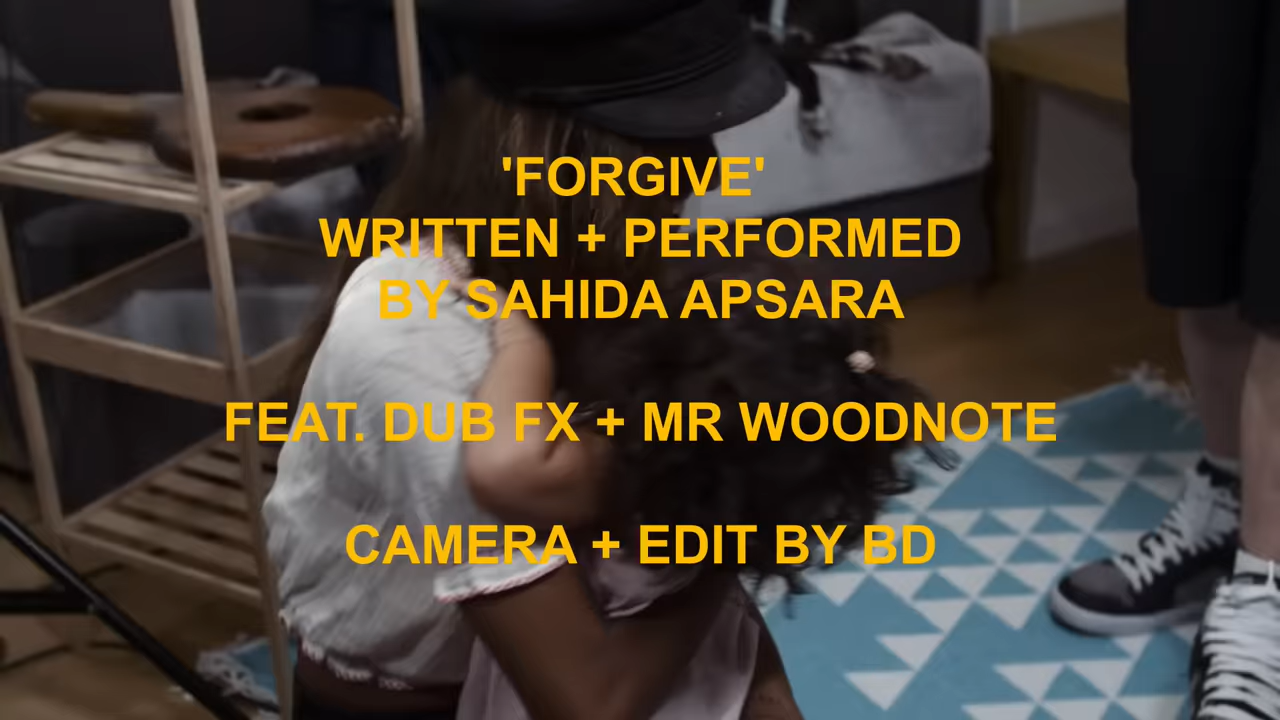 'FORGIVE'
WRITTEN + PERFORMED
BY SAHIDA APSARA
FEAT. DUB FX + MR WOODNOTE
CAMERA + EDIT BY BD